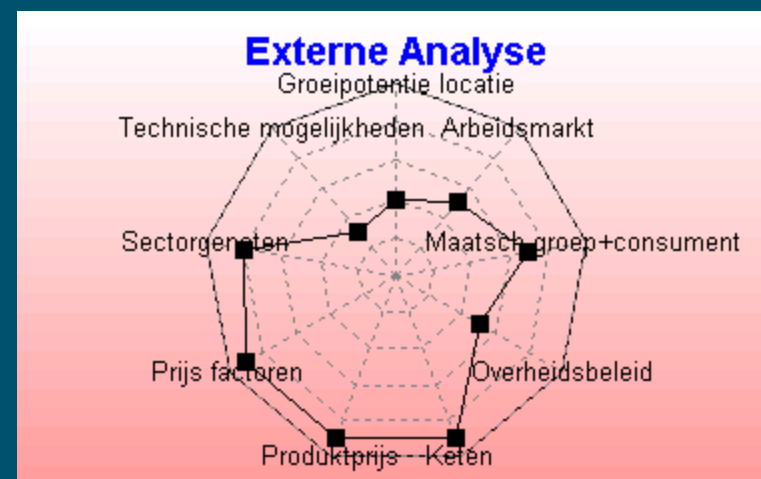 Externe Analyse
Groeipotentie locatie
Technische mogelijkheden
Arbeidsmarkt
Sectorgenoten
Maatsch.groep+consument
Prijs factoren
Overheidsbeleid
Produktprijs
Keten